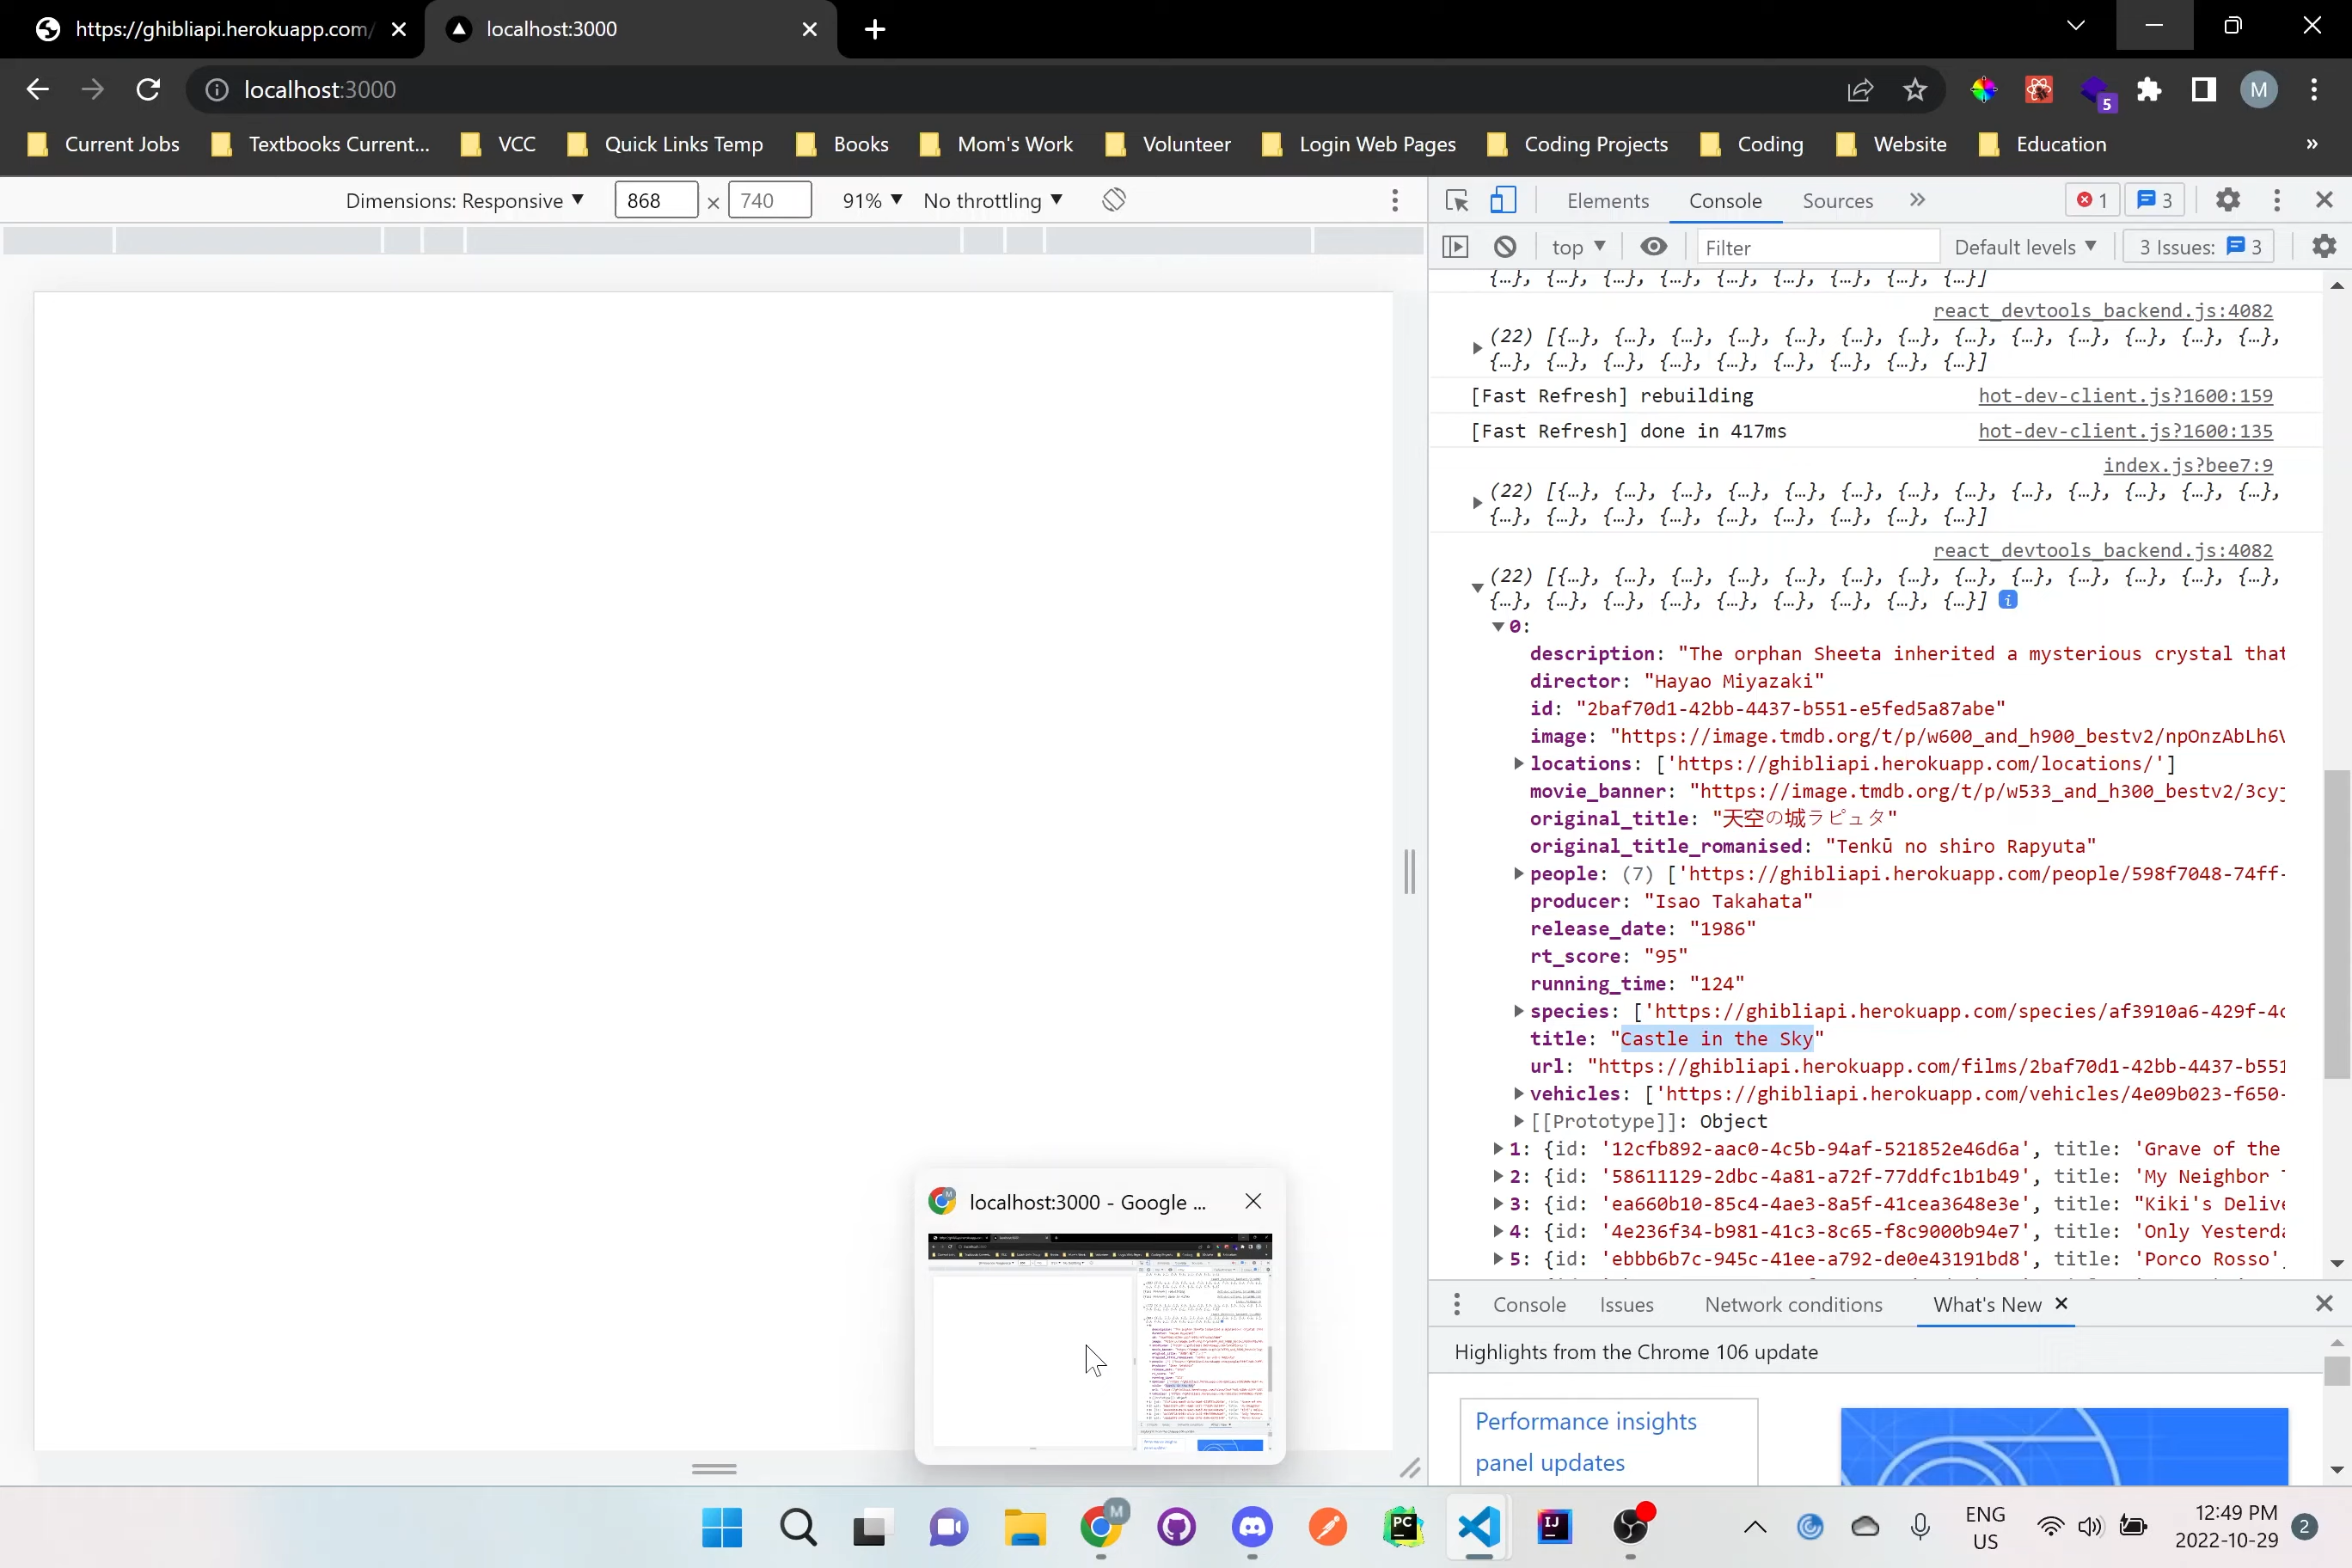 https://ghibliapi.herokuapp.com/
localhost:3000
localhost:3000
M
5
Current Jobs
Textbooks Current...
VCC
Quick Links Temp
Books
Mom's Work
Volunteer
Login Web Pages
Coding Projects
Coding
Website
Education
»
Dimensions: Responsive
868 × 740
91%
No throttling
Elements
Console
Sources
»
1
3
top
Filter
Default levels
3 Issues: 3
{…}, {…}, {…}, {…}, {…}, {…}, {…}, {…}, {…}]
react_devtools_backend.js:4082
(22) [{…}, {…}, {…}, {…}, {…}, {…}, {…}, {…}, {…}, {…}, {…}, {…}, {…},
{…}, {…}, {…}, {…}, {…}, {…}, {…}, {…}, {…}]
[Fast Refresh] rebuilding hot-dev-client.js?1600:159
[Fast Refresh] done in 417ms hot-dev-client.js?1600:135
index.js?bee7:9
(22) [{…}, {…}, {…}, {…}, {…}, {…}, {…}, {…}, {…}, {…}, {…}, {…}, {…},
{…}, {…}, {…}, {…}, {…}, {…}, {…}, {…}, {…}]
react_devtools_backend.js:4082
(22) [{…}, {…}, {…}, {…}, {…}, {…}, {…}, {…}, {…}, {…}, {…}, {…}, {…},
{…}, {…}, {…}, {…}, {…}, {…}, {…}, {…}, {…}] i
0:
description: "The orphan Sheeta inherited a mysterious crystal that
director: "Hayao Miyazaki"
id: "2baf70d1-42bb-4437-b551-e5fed5a87abe"
image: "https://image.tmdb.org/t/p/w600_and_h900_bestv2/npOnzAbLh6V
locations: ['https://ghibliapi.herokuapp.com/locations/']
movie_banner: "https://image.tmdb.org/t/p/w533_and_h300_bestv2/3cyj
original_title: "天空の城ラピュタ"
original_title_romanised: "Tenkū no shiro Rapyuta"
people: (7) ['https://ghibliapi.herokuapp.com/people/598f7048-74ff-
producer: "Isao Takahata"
release_date: "1986"
rt_score: "95"
running_time: "124"
species: ['https://ghibliapi.herokuapp.com/species/af3910a6-429f-4c
title: "Castle in the Sky"
url: "https://ghibliapi.herokuapp.com/films/2baf70d1-42bb-4437-b551
vehicles: ['https://ghibliapi.herokuapp.com/vehicles/4e09b023-f650-
[[Prototype]]: Object
1: {id: '12cfb892-aac0-4c5b-94af-521852e46d6a', title: 'Grave of the
2: {id: '58611129-2dbc-4a81-a72f-77ddfc1b1b49', title: 'My Neighbor
3: {id: 'ea660b10-85c4-4ae3-8a5f-41cea3648e3e', title: "Kiki's Delive
4: {id: '4e236f34-b981-41c3-8c65-f8c9000b94e7', title: 'Only Yesterda
5: {id: 'ebbb6b7c-945c-41ee-a792-de0e43191bd8', title: 'Porco Rosso',
localhost:3000 - Google ...
Console
Issues
Network conditions
What's New
Highlights from the Chrome 106 update
Performance insights
panel updates
M
PC
IJ
ENG
US
12:49 PM
2022-10-29
2